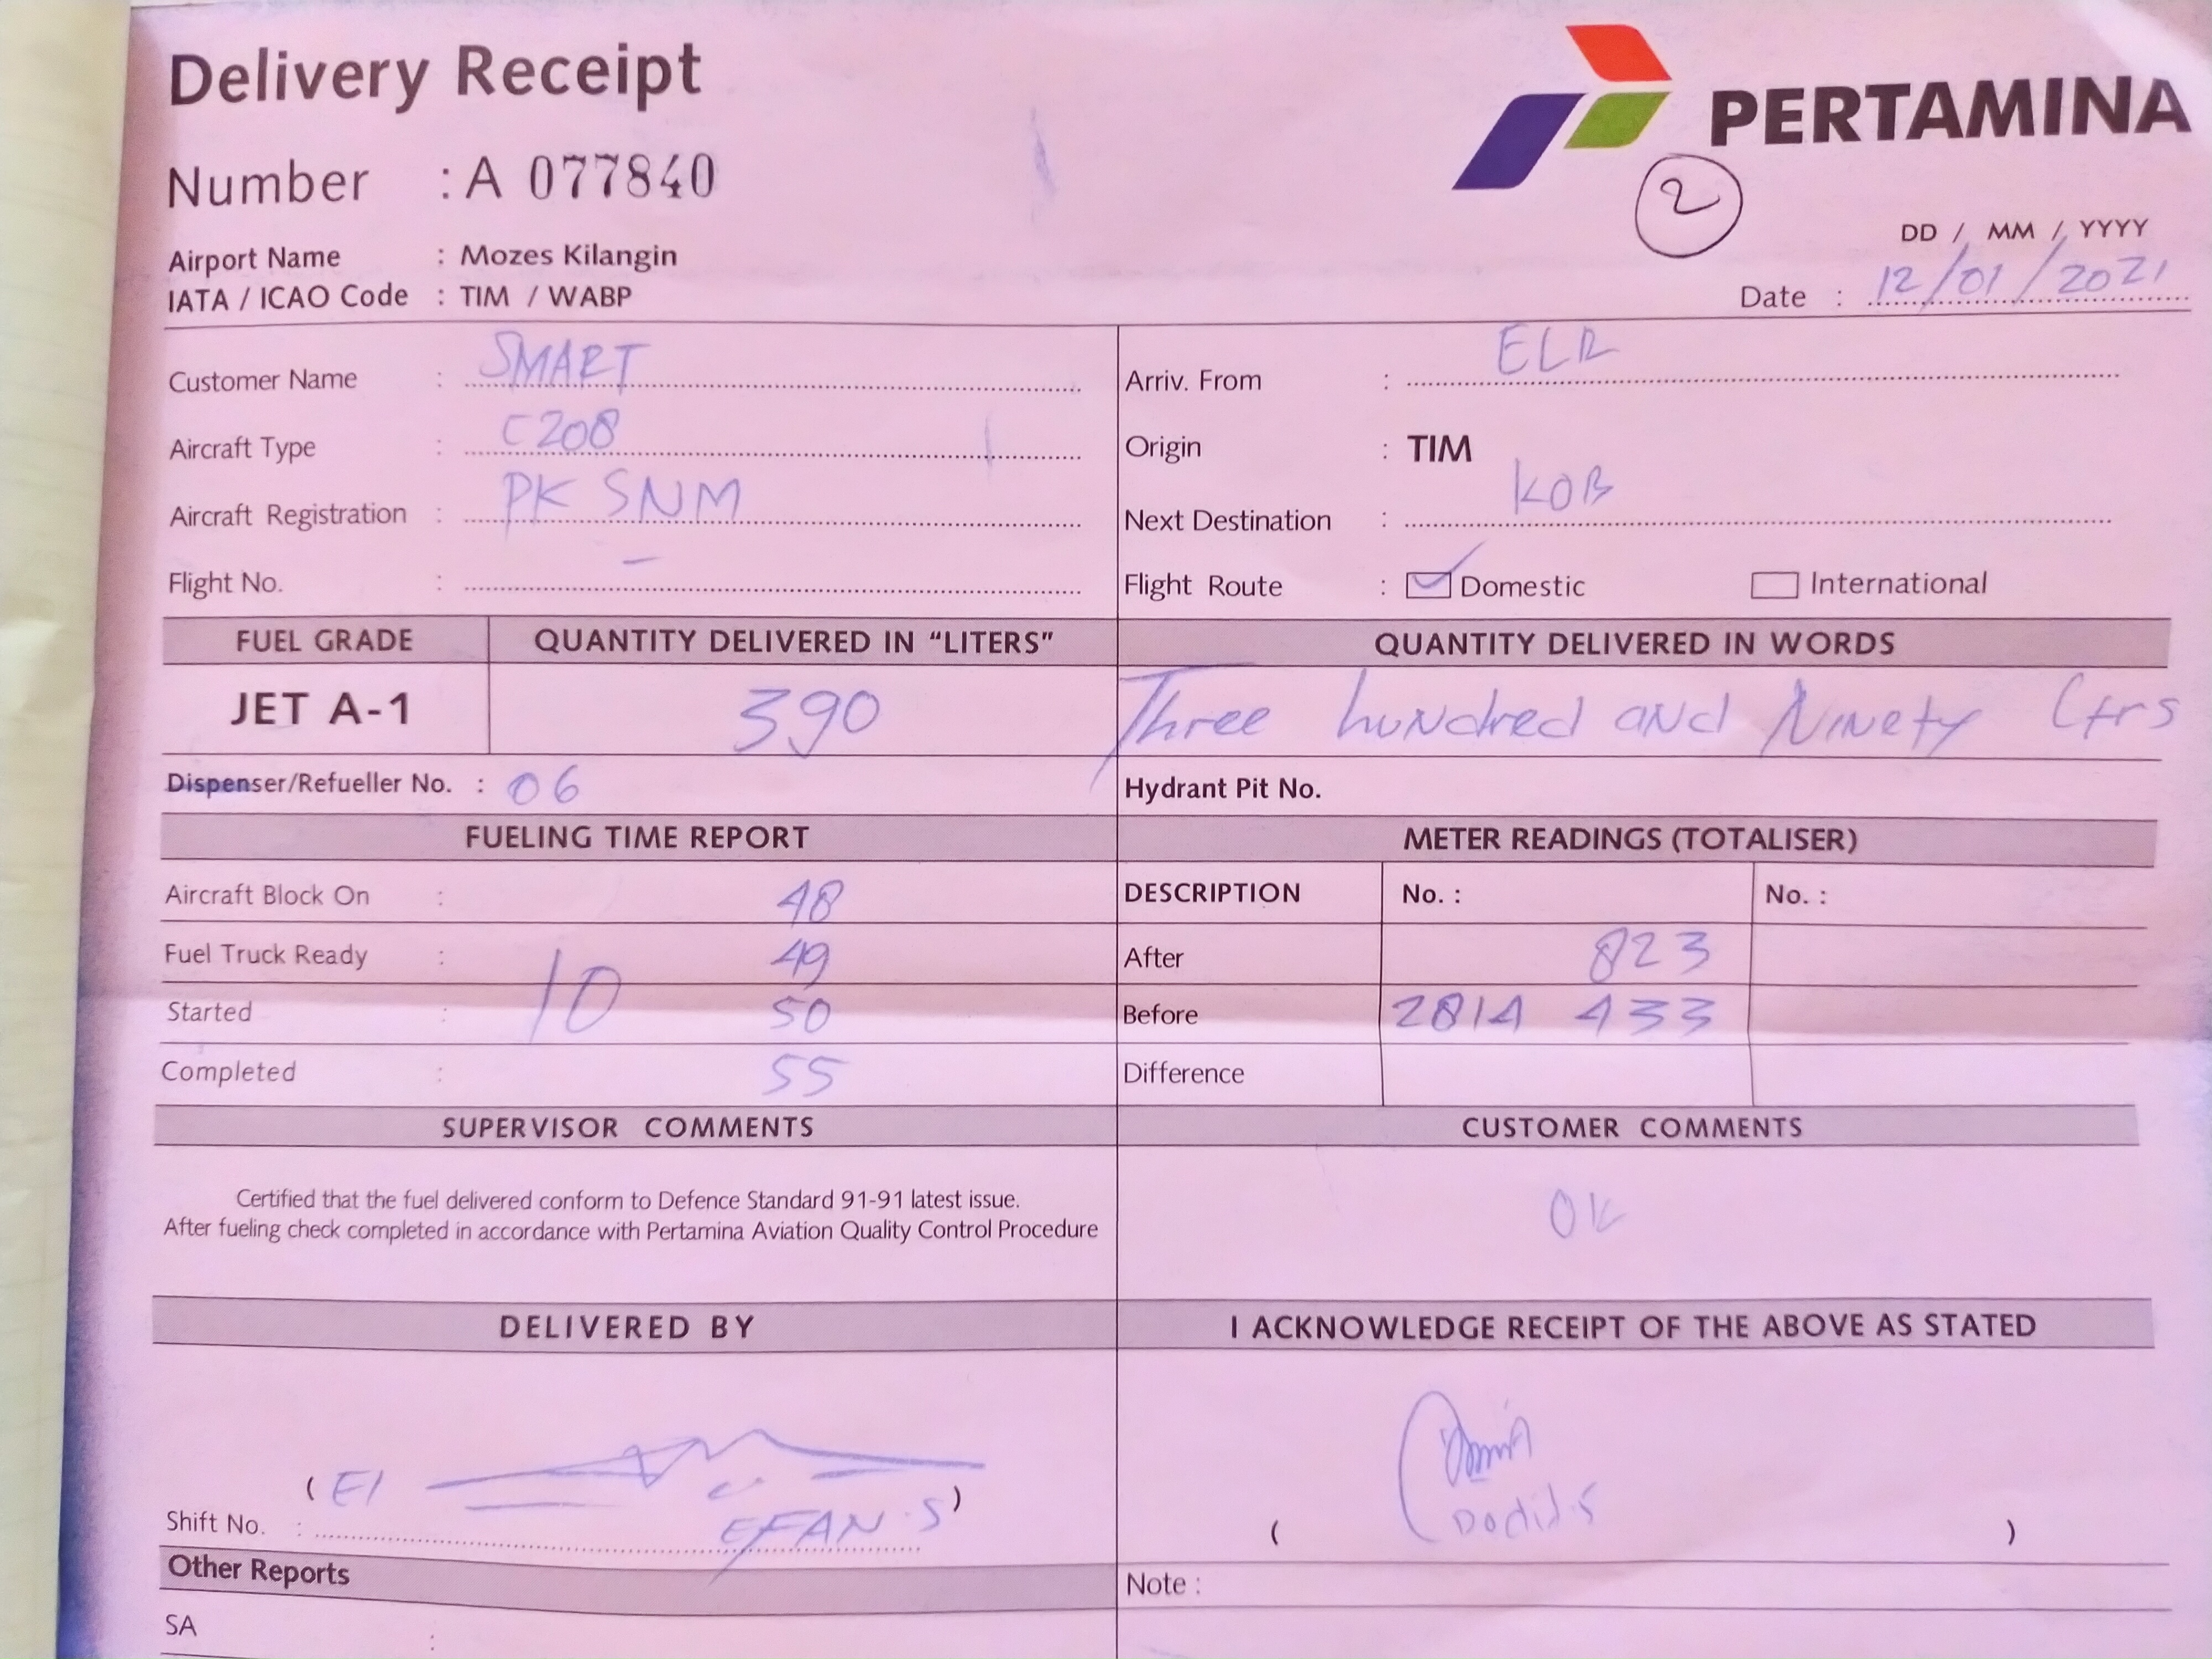 Delivery Receipt
PERTAMINA
Number : A 077840
2
Airport Name : Mozes Kilangin
DD / MM / YYYY
IATA / ICAO Code : TIM / WABP
Date : 12/01/2021
Customer Name : SMART
Arriv. From : ELR
Aircraft Type : C208
Origin : TIM
Aircraft Registration : PK SNM
Next Destination : KOB
Flight No. : –
Flight Route : Domestic International
FUEL GRADE QUANTITY DELIVERED IN "LITERS" QUANTITY DELIVERED IN WORDS
JET A-1 390 Three hundred and Ninety Ltrs
Dispenser/Refueller No. : 06
Hydrant Pit No.
FUELING TIME REPORT METER READINGS (TOTALISER)
Aircraft Block On : 48
DESCRIPTION No. : No. :
Fuel Truck Ready : 49
After 823
Started : 10 50
Before 2814 433
Completed : 55
Difference
SUPERVISOR COMMENTS CUSTOMER COMMENTS
Certified that the fuel delivered conform to Defence Standard 91-91 latest issue.
After fueling check completed in accordance with Pertamina Aviation Quality Control Procedure
OK
DELIVERED BY I ACKNOWLEDGE RECEIPT OF THE ABOVE AS STATED
( )
Shift No. : EFAN.S
( )
Other Reports
Note :
SA :